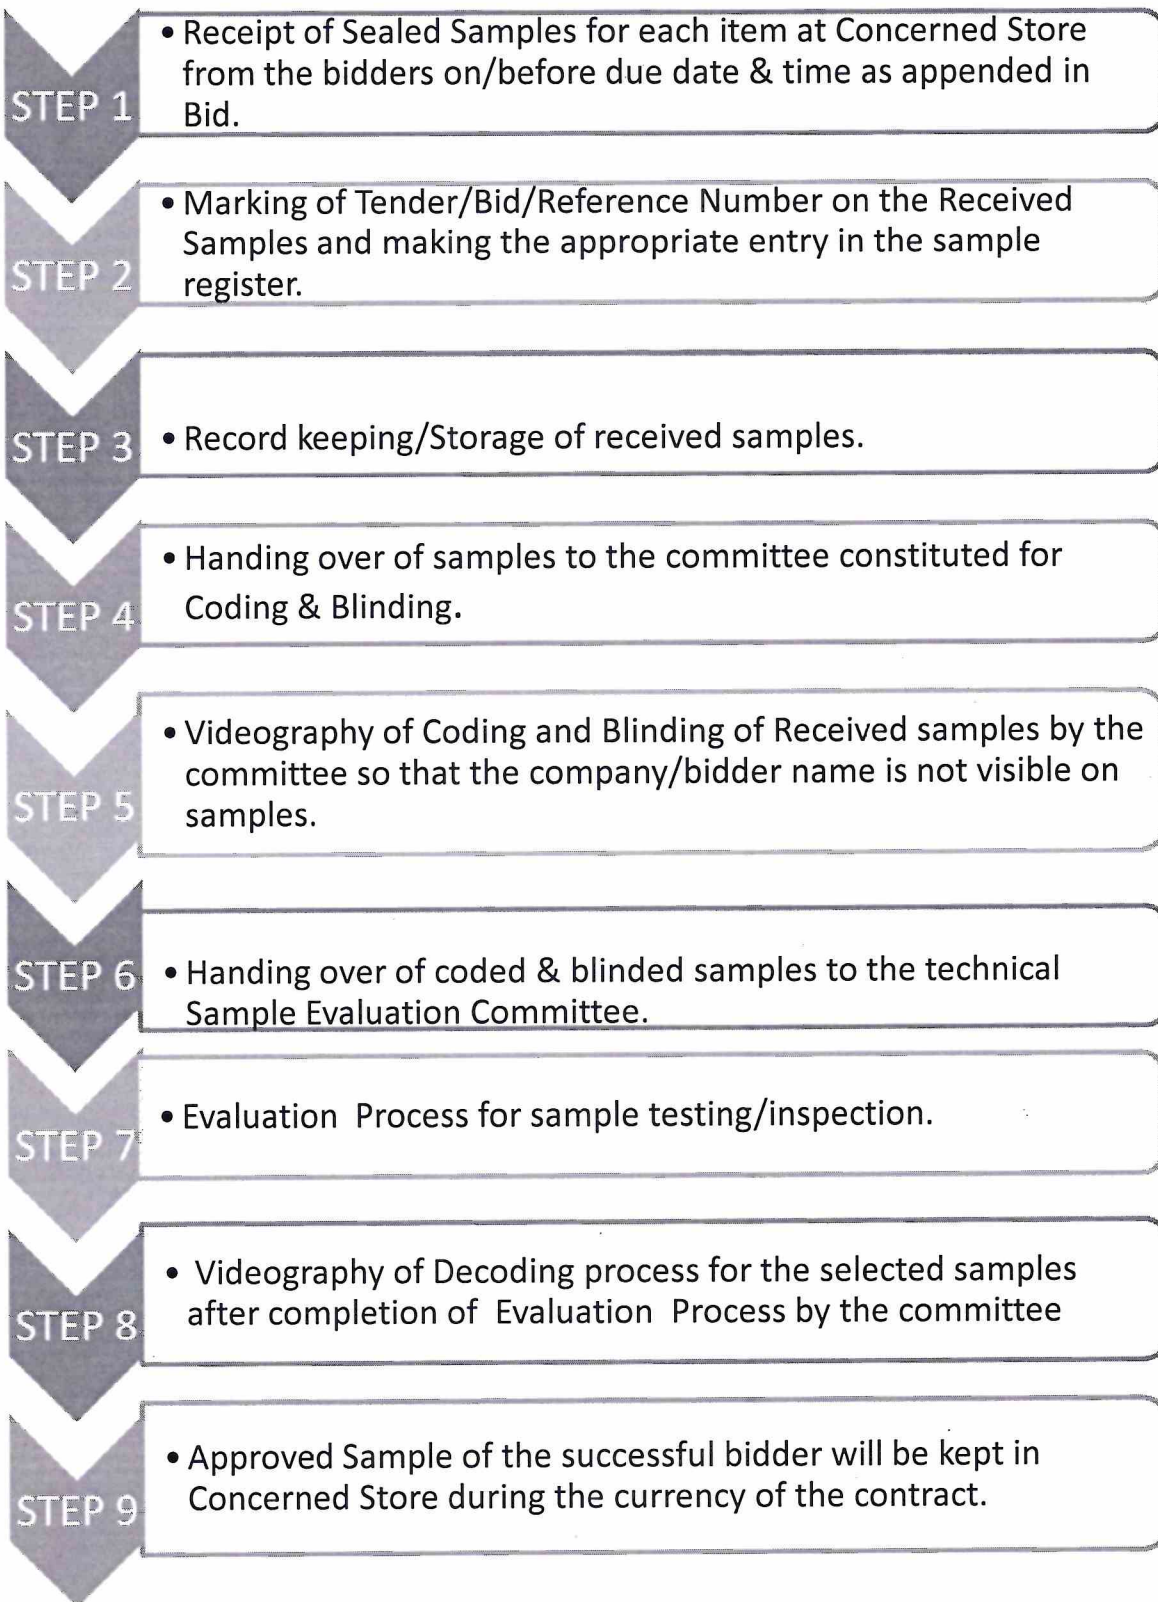 • Receipt of Sealed Samples for each item at Concerned Store
from the bidders on/before due date & time as appended in
STEP 1
Bid.
• Marking of Tender/Bid/Reference Number on the Received
Samples and making the appropriate entry in the sample
STEP 2
register.
STEP 3
• Record keeping/Storage of received samples.
• Handing over of samples to the committee constituted for
STEP 4
Coding & Blinding.
• Videography of Coding and Blinding of Received samples by the
committee so that the company/bidder name is not visible on
STEP 5
samples.
STEP 6
• Handing over of coded & blinded samples to the technical
Sample Evaluation Committee.
STEP 7
• Evaluation Process for sample testing/inspection.
• Videography of Decoding process for the selected samples
after completion of Evaluation Process by the committee
STEP 8
• Approved Sample of the successful bidder will be kept in
Concerned Store during the currency of the contract.
STEP 9